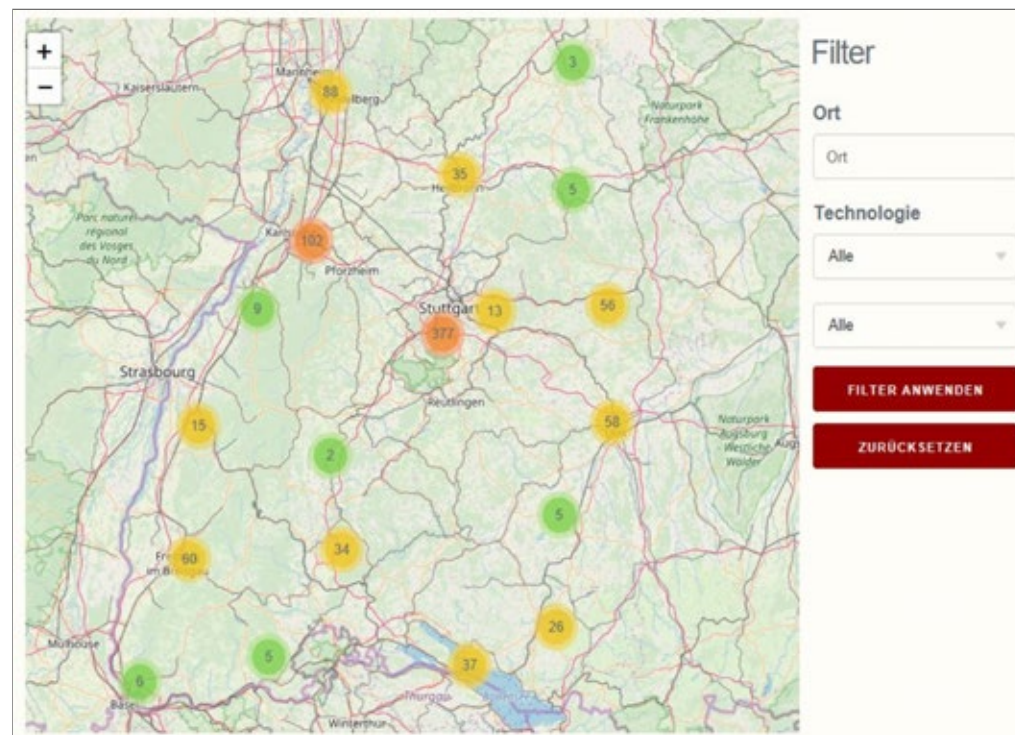 +
−
Kaiserslautern
88
3
Naturpark
Frankenhöhe
35
5
Parc naturel
régional
des Vosges
du Nord
Pforzheim
9
Stuttgart
13
56
377
Strasbourg
Reutlingen
15
58
Naturpark
Augsburg
- Westliche
Wälder
2
5
34
60
im Breisgau
26
Mulhouse
5
37
6
Thurgau
Winterthur
Filter
Ort
Ort
Technologie
Alle
Alle
FILTER ANWENDEN
ZURÜCKSETZEN